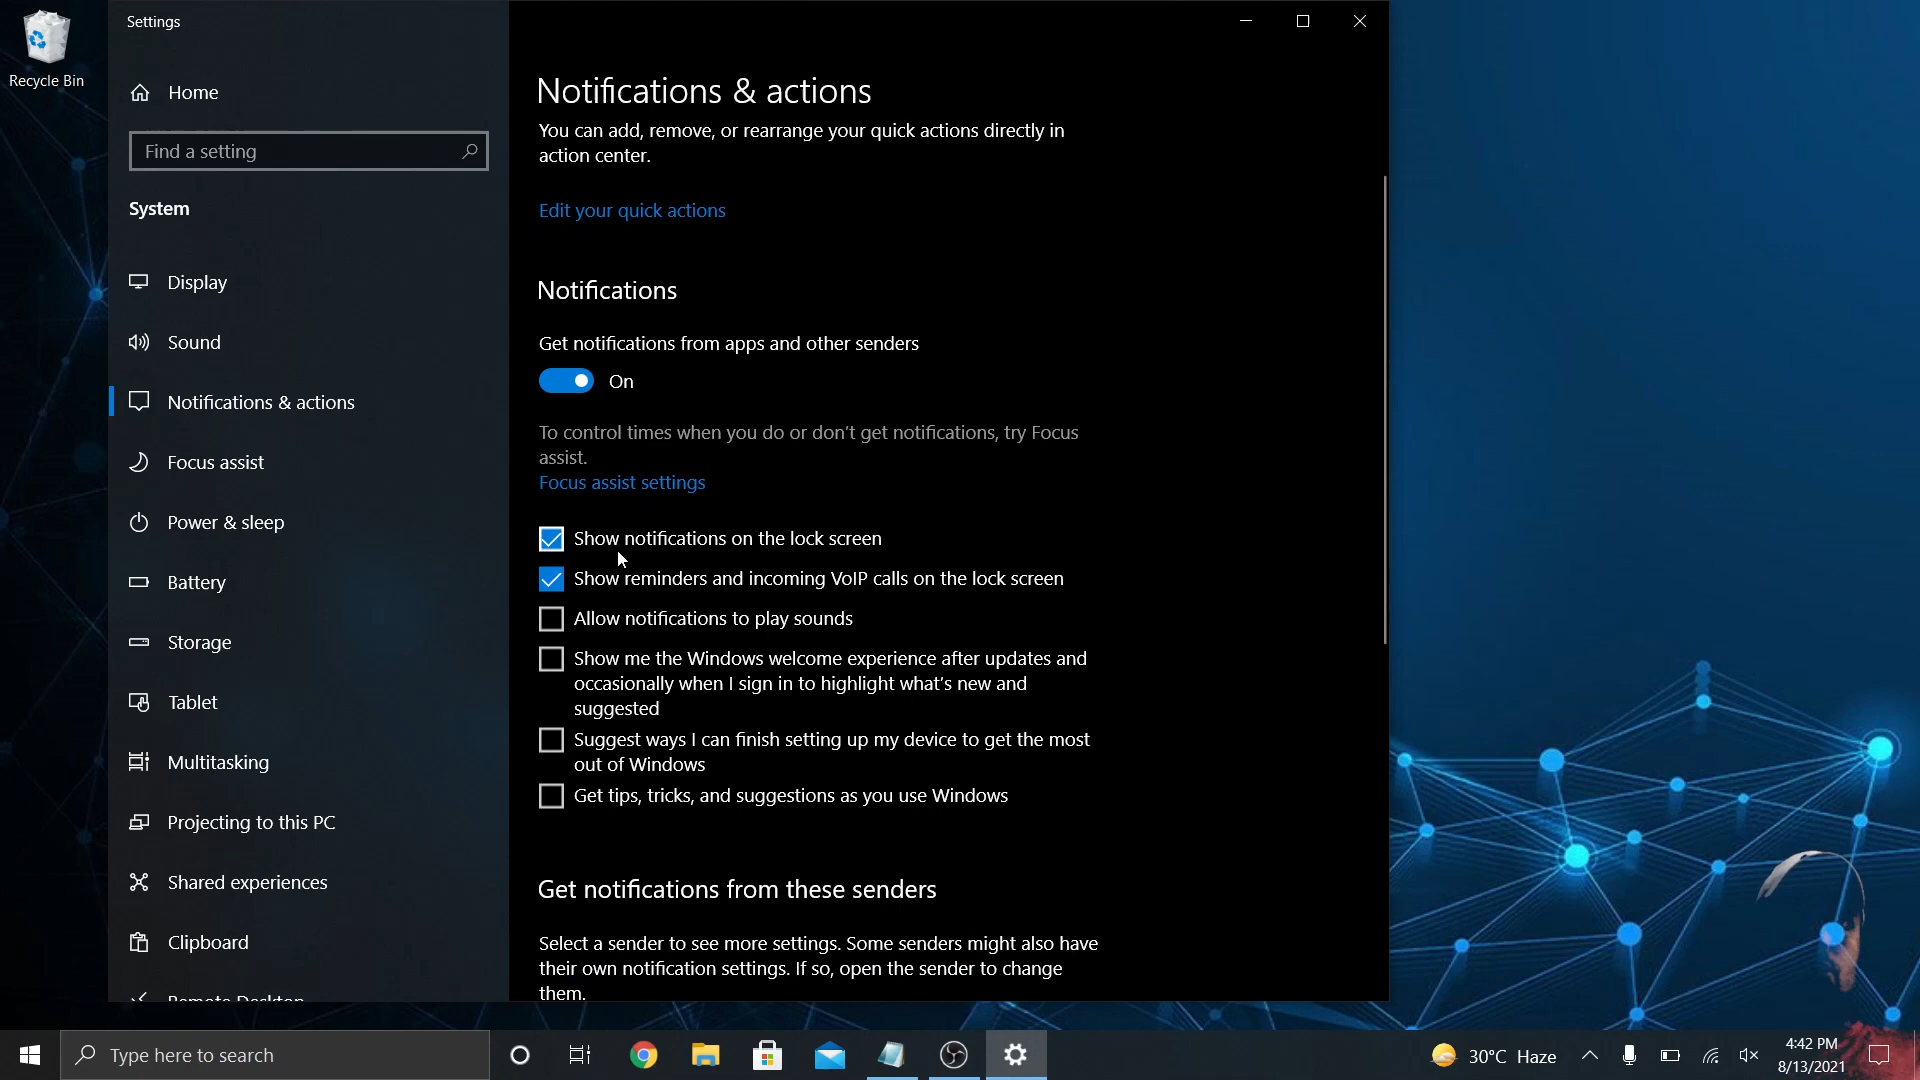 Recycle Bin
Settings
Home
Find a setting
System
Display
Sound
Notifications & actions
Focus assist
Power & sleep
Battery
Storage
Tablet
Multitasking
Projecting to this PC
Shared experiences
Clipboard
Remote Desktop
Notifications & actions
You can add, remove, or rearrange your quick actions directly in
action center.
Edit your quick actions
Notifications
Get notifications from apps and other senders
On
To control times when you do or don't get notifications, try Focus
assist.
Focus assist settings
Show notifications on the lock screen
Show reminders and incoming VoIP calls on the lock screen
Allow notifications to play sounds
Show me the Windows welcome experience after updates and
occasionally when I sign in to highlight what's new and
suggested
Suggest ways I can finish setting up my device to get the most
out of Windows
Get tips, tricks, and suggestions as you use Windows
Get notifications from these senders
Select a sender to see more settings. Some senders might also have
their own notification settings. If so, open the sender to change
them.
Type here to search
30°C Haze
4:42 PM
8/13/2021